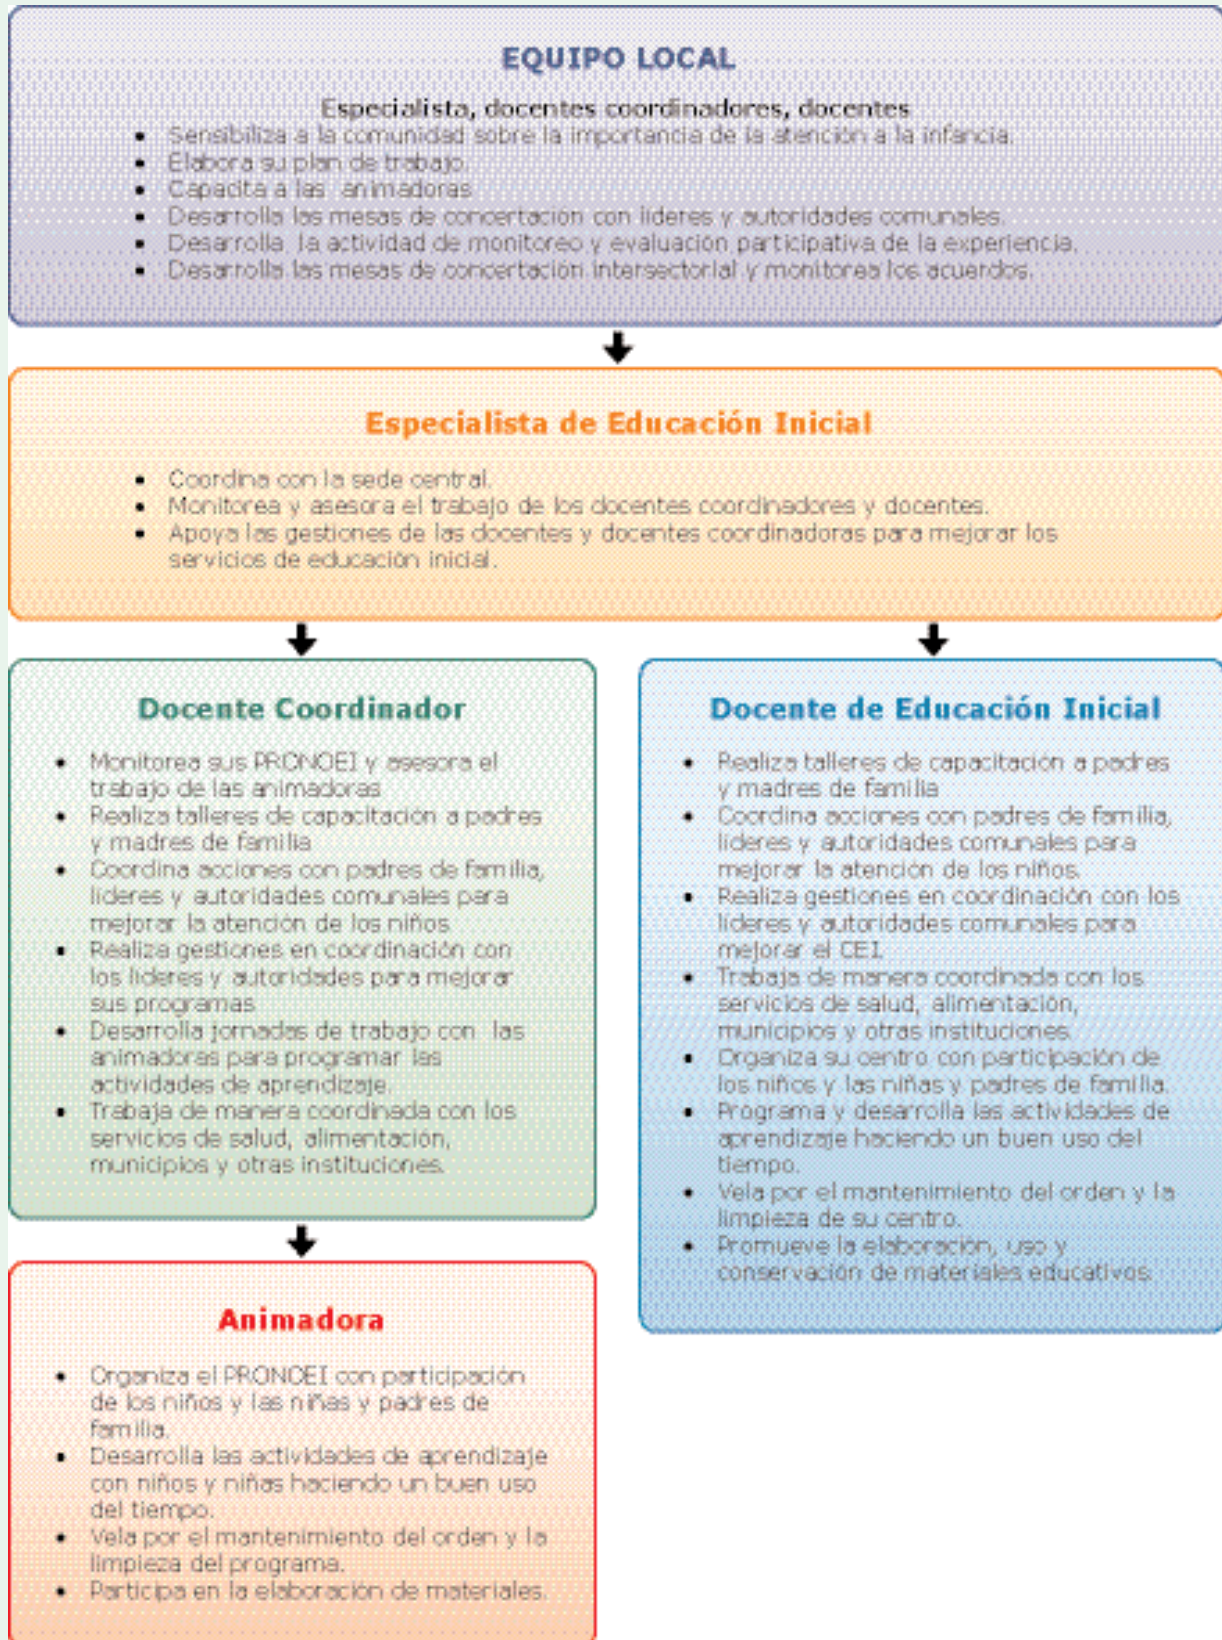 EQUIPO LOCAL
Especialista, docentes coordinadores, docentes
• Sensibiliza a la comunidad sobre la importancia de la atención a la infancia.
• Elabora su plan de trabajo.
• Capacita a las animadoras
• Desarrolla las mesas de concertación con líderes y autoridades comunales.
• Desarrolla la actividad de monitoreo y evaluación participativa de la experiencia.
• Desarrolla las mesas de concertación intersectorial y monitorea los acuerdos.
Especialista de Educación Inicial
• Coordina con la sede central.
• Monitorea y asesora el trabajo de los docentes coordinadores y docentes.
• Apoya las gestiones de las docentes y docentes coordinadoras para mejorar los
servicios de educación inicial.
Docente Coordinador
• Monitorea sus PRONOEI y asesora el
trabajo de las animadoras
• Realiza talleres de capacitación a padres
y madres de familia
• Coordina acciones con padres de familia,
líderes y autoridades comunales para
mejorar la atención de los niños
• Realiza gestiones en coordinación con
los líderes y autoridades para mejorar
sus programas
• Desarrolla jornadas de trabajo con las
animadoras para programar las
actividades de aprendizaje.
• Trabaja de manera coordinada con los
servicios de salud, alimentación,
municipios y otras instituciones.
Docente de Educación Inicial
• Realiza talleres de capacitación a padres
y madres de familia
• Coordina acciones con padres de familia,
líderes y autoridades comunales para
mejorar la atención de los niños.
• Realiza gestiones en coordinación con los
líderes y autoridades comunales para
mejorar el CEI.
• Trabaja de manera coordinada con los
servicios de salud, alimentación,
municipios y otras instituciones.
• Organiza su centro con participación de
los niños y las niñas y padres de familia.
• Programa y desarrolla las actividades de
aprendizaje haciendo un buen uso del
tiempo.
• Vela por el mantenimiento del orden y la
limpieza de su centro.
• Promueve la elaboración, uso y
conservación de materiales educativos.
Animadora
• Organiza el PRONOEI con participación
de los niños y las niñas y padres de
familia.
• Desarrolla las actividades de aprendizaje
con niños y niñas haciendo un buen uso
del tiempo.
• Vela por el mantenimiento del orden y la
limpieza del programa.
• Participa en la elaboración de materiales.